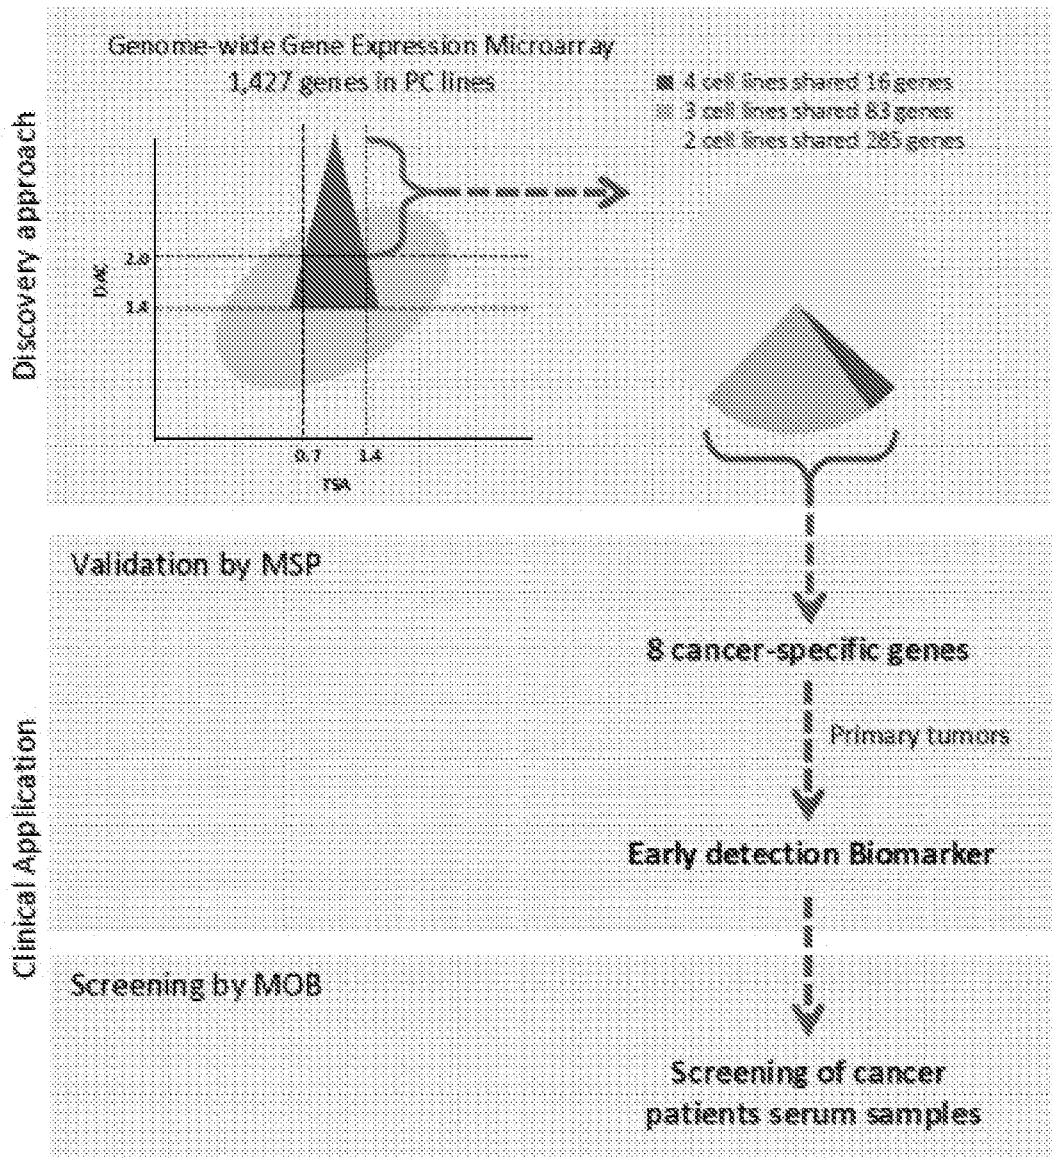 Genome-wide Gene Expression Microarray
1,427 genes in PC lines
4 cell lines shared 16 genes
3 cell lines shared 63 genes
2 cell lines shared 285 genes
Discovery approach
DAC
2.0
1.4
0.7
1.4
TSA
Validation by MSP
8 cancer-specific genes
Primary tumors
Early detection Biomarker
Clinical Application
Screening by MOB
Screening of cancer
patients serum samples